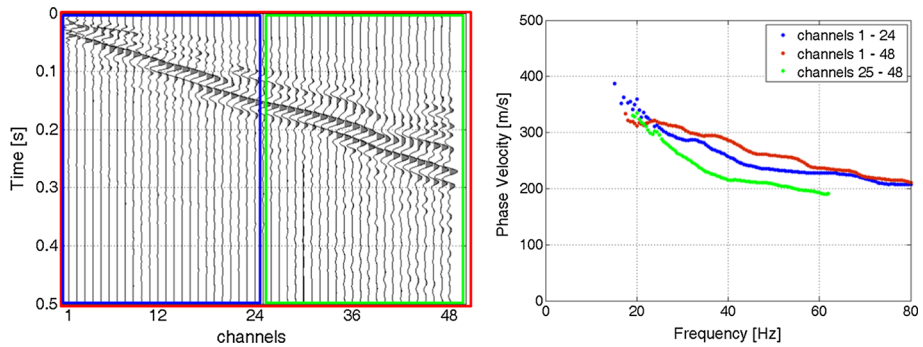 0
0.1
0.2
0.3
0.4
0.5
Time [s]
1 12 24 36 48
channels
500
400
300
200
100
0
Phase Velocity [m/s]
channels 1 - 24
channels 1 - 48
channels 25 - 48
0 20 40 60 80
Frequency [Hz]